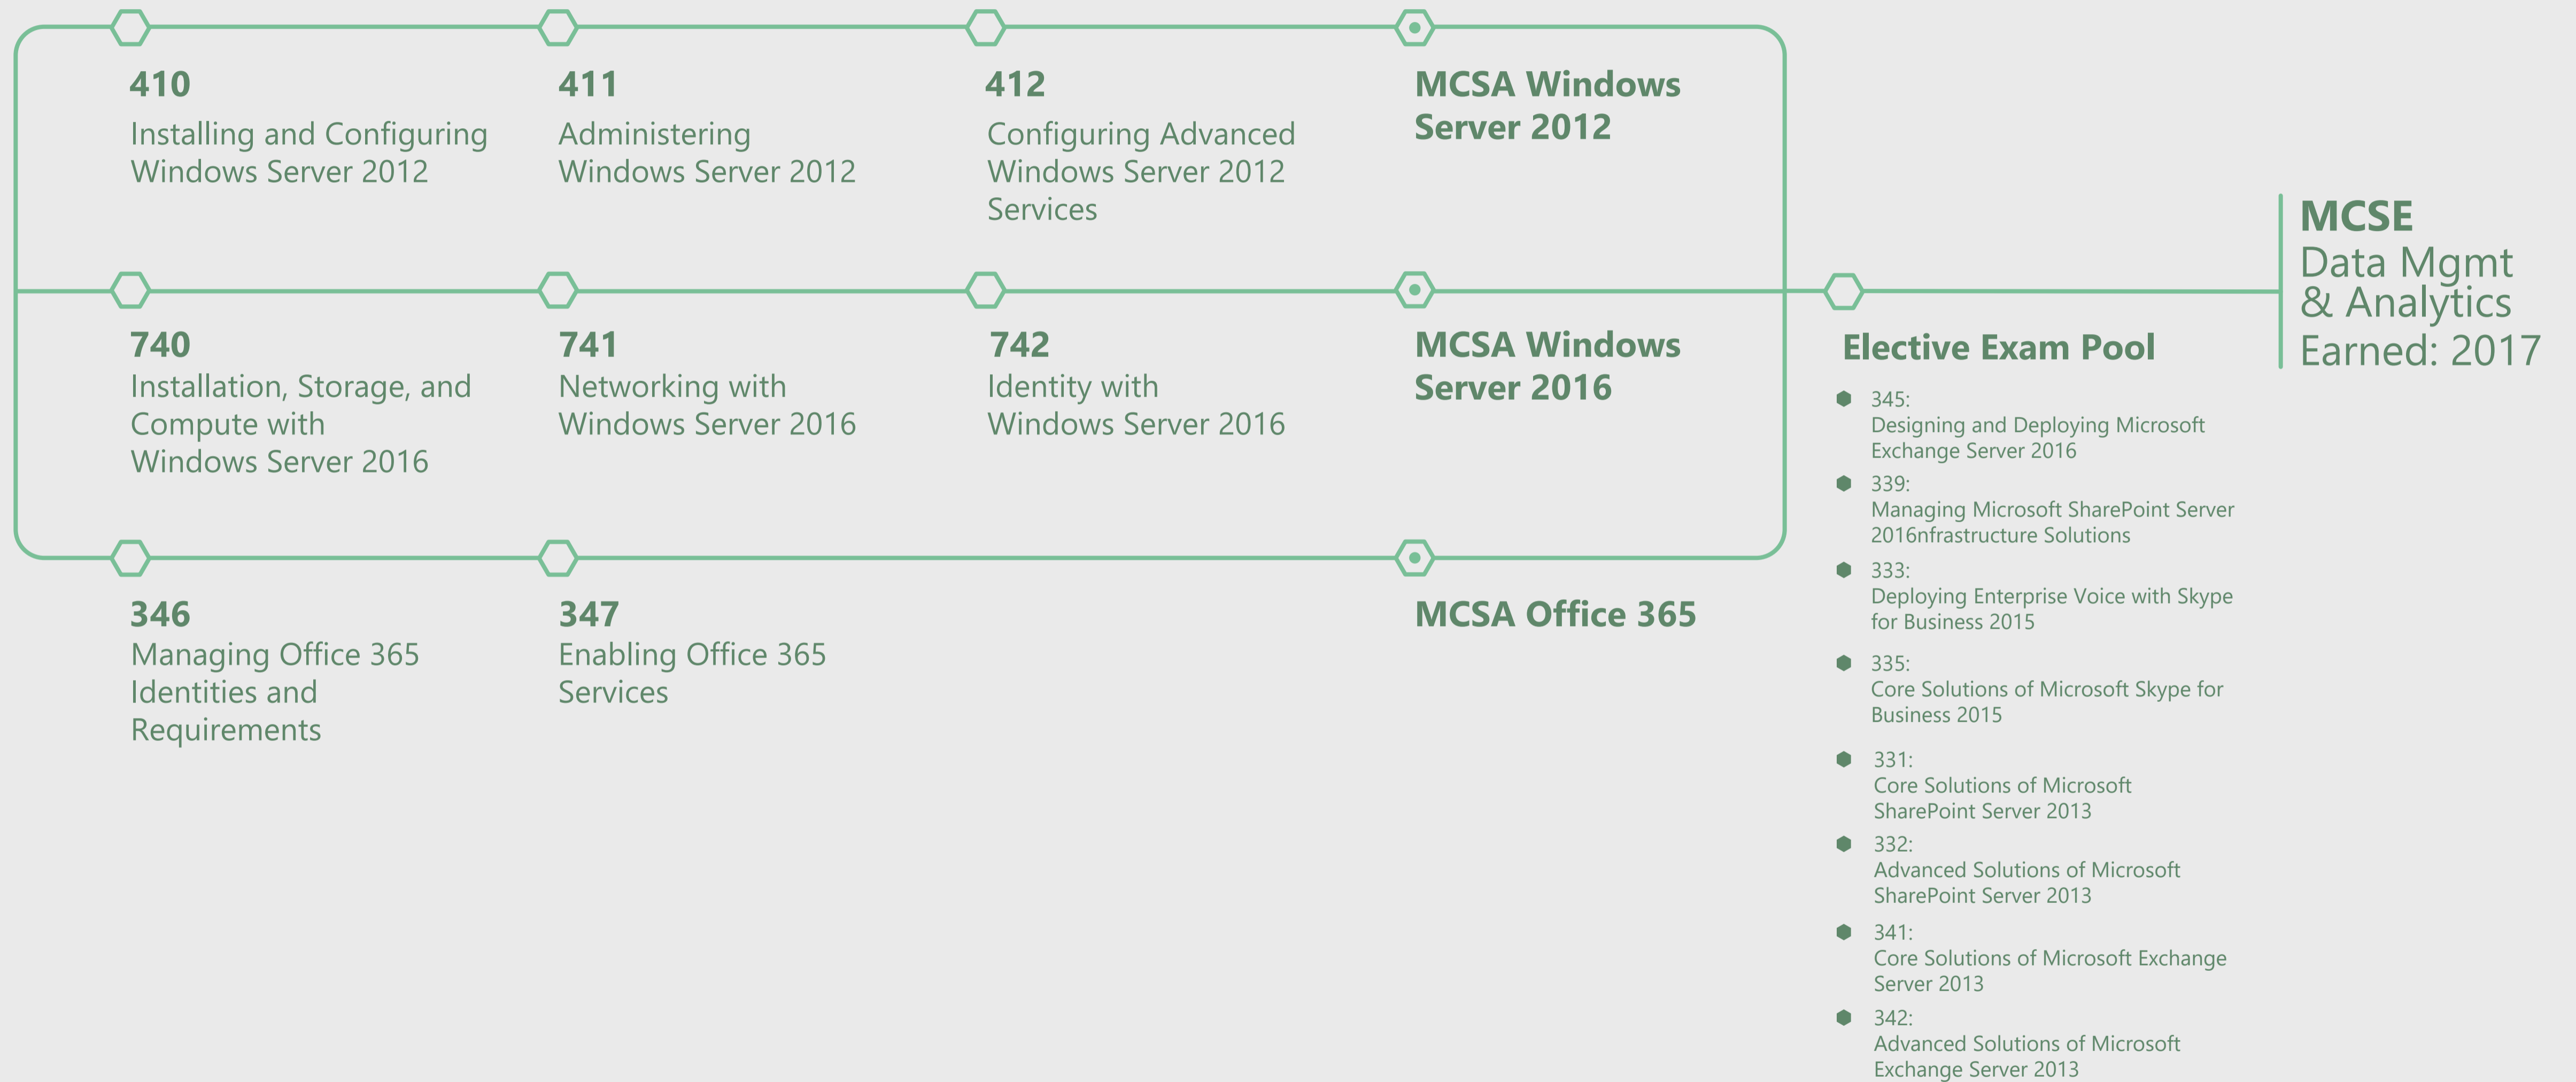 410
Installing and Configuring
Windows Server 2012
411
Administering
Windows Server 2012
412
Configuring Advanced
Windows Server 2012
Services
MCSA Windows
Server 2012
740
Installation, Storage, and
Compute with
Windows Server 2016
741
Networking with
Windows Server 2016
742
Identity with
Windows Server 2016
MCSA Windows
Server 2016
346
Managing Office 365
Identities and
Requirements
347
Enabling Office 365
Services
MCSA Office 365
Elective Exam Pool
345:
Designing and Deploying Microsoft
Exchange Server 2016
339:
Managing Microsoft SharePoint Server
2016nfrastructure Solutions
333:
Deploying Enterprise Voice with Skype
for Business 2015
335:
Core Solutions of Microsoft Skype for
Business 2015
331:
Core Solutions of Microsoft
SharePoint Server 2013
332:
Advanced Solutions of Microsoft
SharePoint Server 2013
341:
Core Solutions of Microsoft Exchange
Server 2013
342:
Advanced Solutions of Microsoft
Exchange Server 2013
MCSE
Data Mgmt
& Analytics
Earned: 2017